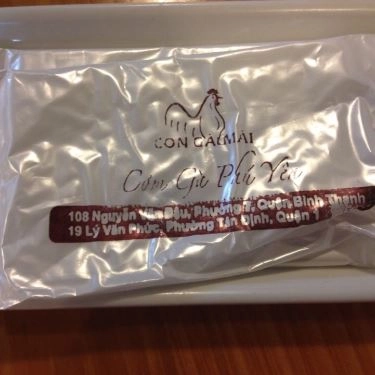 CON GÀ MÁI
Cơm Gà Phú Yên
108 Nguyễn Văn Đậu, Phường Quận Bình Thạnh
19 Lý Văn Phức, Phường Tân Định, Quận 1